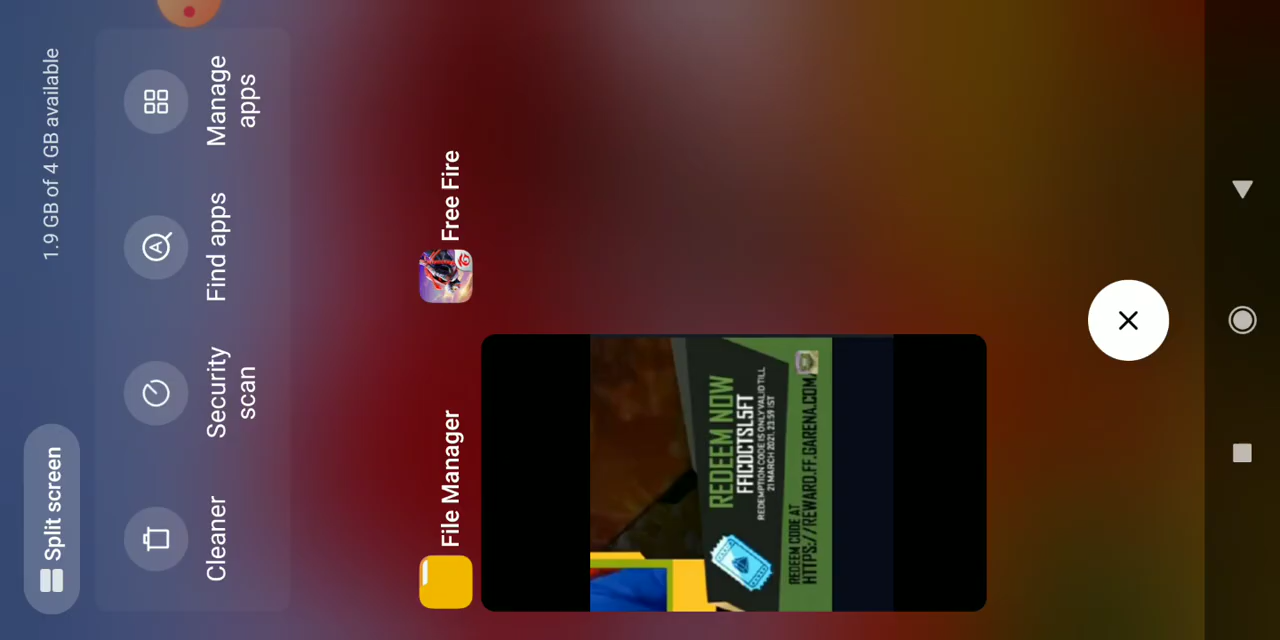 1.9 GB of 4 GB available
Split screen
Cleaner
Security
scan
Find apps
Manage
apps
File Manager
Free Fire
REDEEM NOW
FFICDCTSL5FT
REDEMPTION CODE IS ONLY VALID TILL
21 MARCH 2021, 23:59 IST
REDEEM CODE AT
HTTPS://REWARD.FF.GARENA.COM/